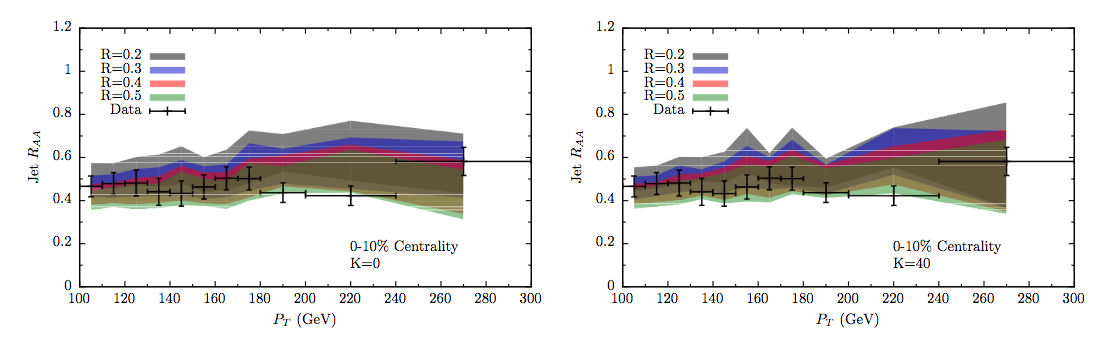 1.2
1
0.8
0.6
0.4
0.2
0
Jet R_AA
R=0.2
R=0.3
R=0.4
R=0.5
Data
0-10% Centrality
K=0
100 120 140 160 180 200 220 240 260 280 300
P_T (GeV)
1.2
1
0.8
0.6
0.4
0.2
0
Jet R_AA
R=0.2
R=0.3
R=0.4
R=0.5
Data
0-10% Centrality
K=40
100 120 140 160 180 200 220 240 260 280 300
P_T (GeV)